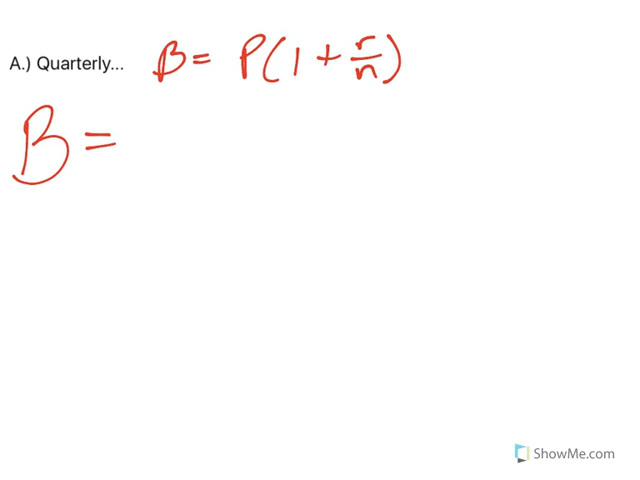 A.) Quarterly... B = P(1 + r/n)
B =
ShowMe.com